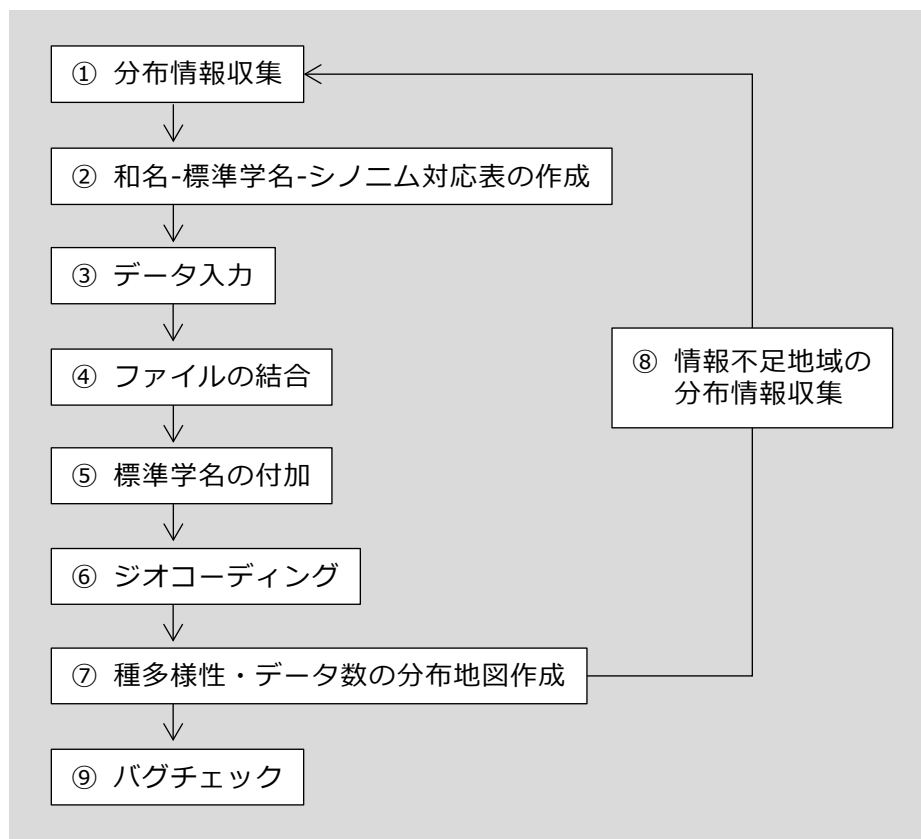 ① 分布情報収集
② 和名-標準学名-シノニム対応表の作成
③ データ入力
④ ファイルの結合
⑤ 標準学名の付加
⑥ ジオコーディング
⑦ 種多様性・データ数の分布地図作成
⑧ 情報不足地域の
分布情報収集
⑨ バグチェック